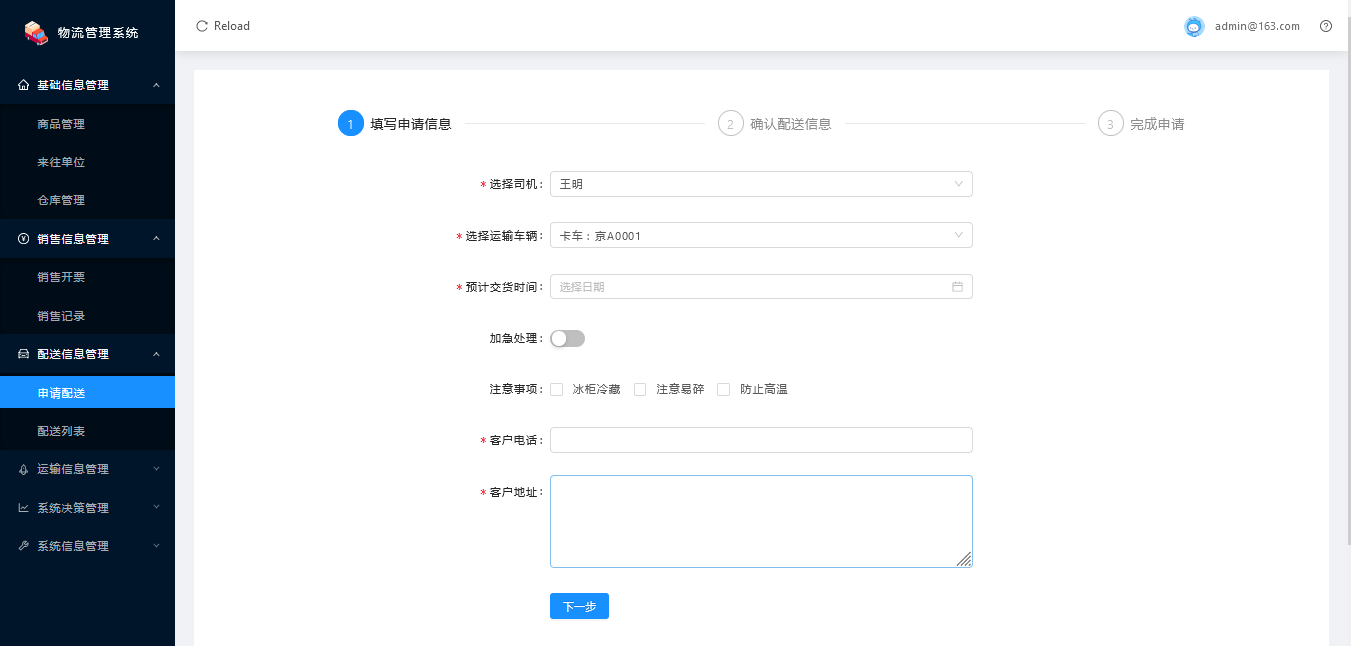 物流管理系统
Reload
admin@163.com
基础信息管理
商品管理
来往单位
仓库管理
销售信息管理
销售开票
销售记录
配送信息管理
申请配送
配送列表
运输信息管理
系统决策管理
系统信息管理
1 填写申请信息
2 确认配送信息
3 完成申请
* 选择司机: 王明
* 选择运输车辆: 卡车：京A0001
* 预计交货时间: 选择日期
加急处理:
注意事项: 冰柜冷藏 注意易碎 防止高温
* 客户电话:
* 客户地址:
下一步